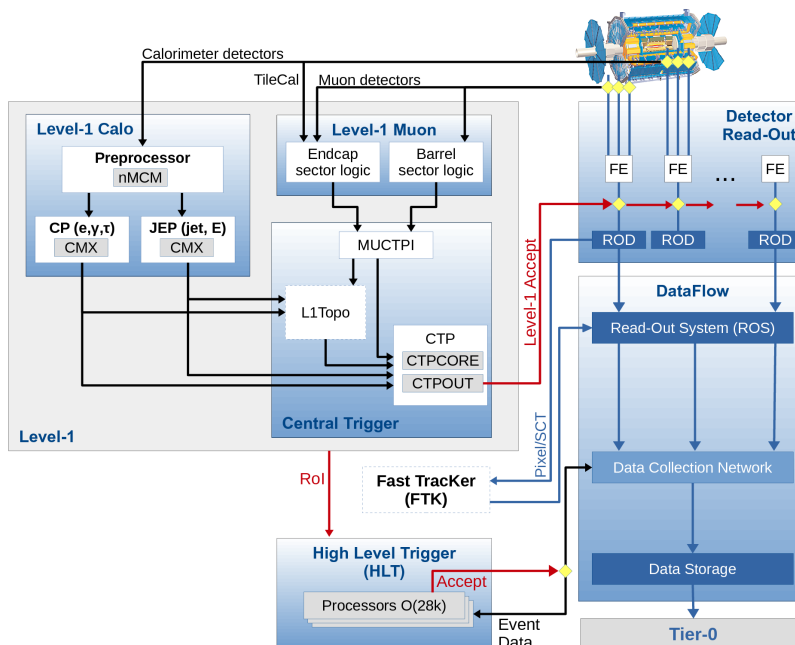 Calorimeter detectors
TileCal
Muon detectors
Detector
Read-Out
Level-1 Calo
Preprocessor
nMCM
CP (e,γ,τ)
CMX
JEP (jet, E)
CMX
Level-1 Muon
Endcap
sector logic
Barrel
sector logic
FE
FE
...
FE
ROD
ROD
ROD
MUCTPI
L1Topo
CTP
CTPCORE
CTPOUT
Central Trigger
Level-1
Level-1 Accept
Pixel/SCT
DataFlow
Read-Out System (ROS)
Data Collection Network
Data Storage
Tier-0
RoI
Fast TracKer
(FTK)
High Level Trigger
(HLT)
Accept
Processors O(28k)
Event
Data